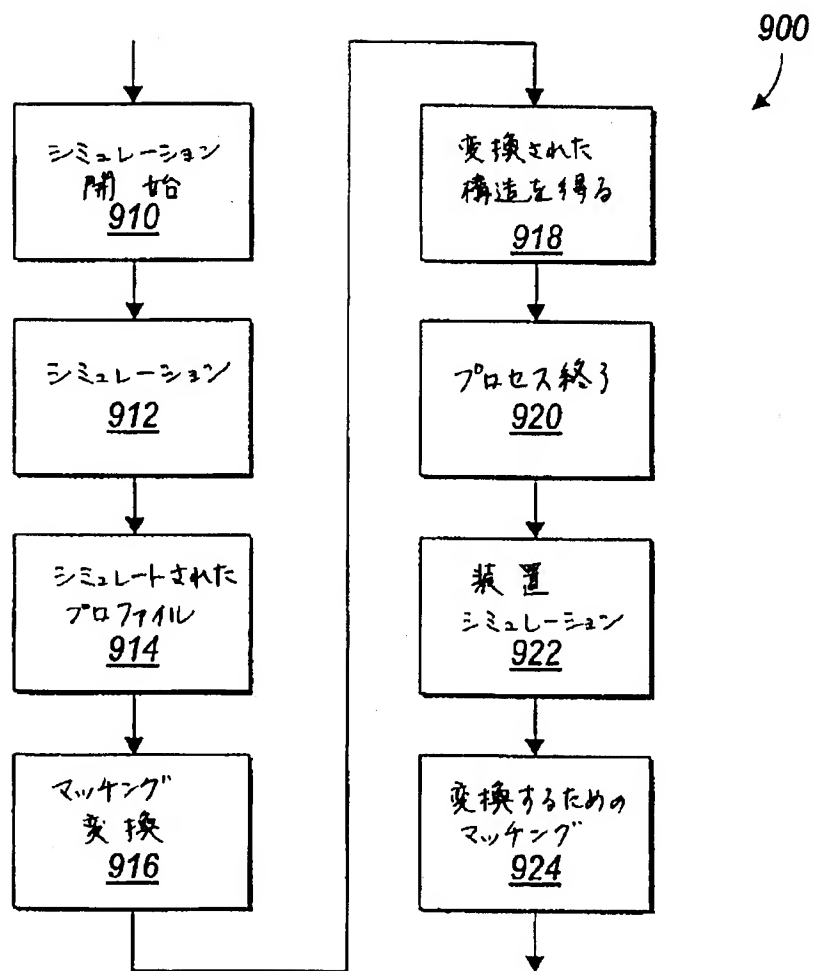 900
シミュレーション
開始
910
シミュレーション
912
シミュレートされた
プロファイル
914
マッチング
変換
916
変換された
構造を得る
918
プロセス終了
920
装置
シミュレーション
922
変換するための
マッチング
924